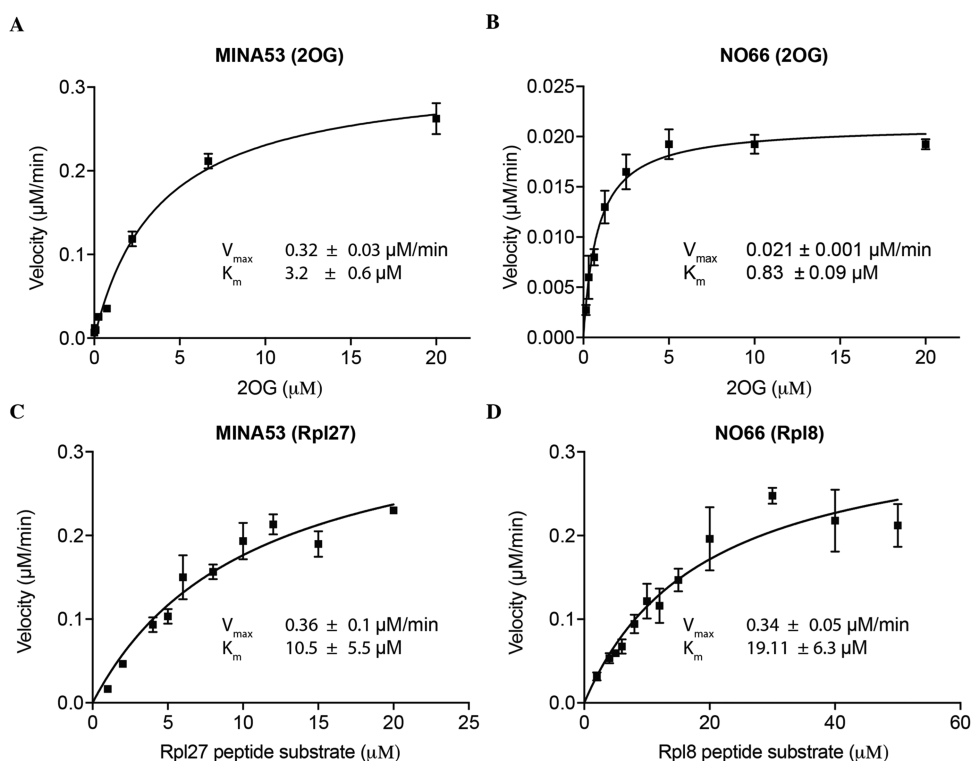 A
MINA53 (2OG)
Velocity (µM/min)
0.3
0.2
0.1
0.0
V max 0.32 ± 0.03 µM/min
K m 3.2 ± 0.6 µM
0 5 10 15 20
2OG (µM)
B
NO66 (2OG)
Velocity (µM/min)
0.025
0.020
0.015
0.010
0.005
0.000
V max 0.021 ± 0.001 µM/min
K m 0.83 ± 0.09 µM
0 5 10 15 20
2OG (µM)
C
MINA53 (Rpl27)
Velocity (µM/min)
0.3
0.2
0.1
0.0
V max 0.36 ± 0.1 µM/min
K m 10.5 ± 5.5 µM
0 5 10 15 20 25
Rpl27 peptide substrate (µM)
D
NO66 (Rpl8)
Velocity (µM/min)
0.3
0.2
0.1
0.0
V max 0.34 ± 0.05 µM/min
K m 19.11 ± 6.3 µM
0 20 40 60
Rpl8 peptide substrate (µM)